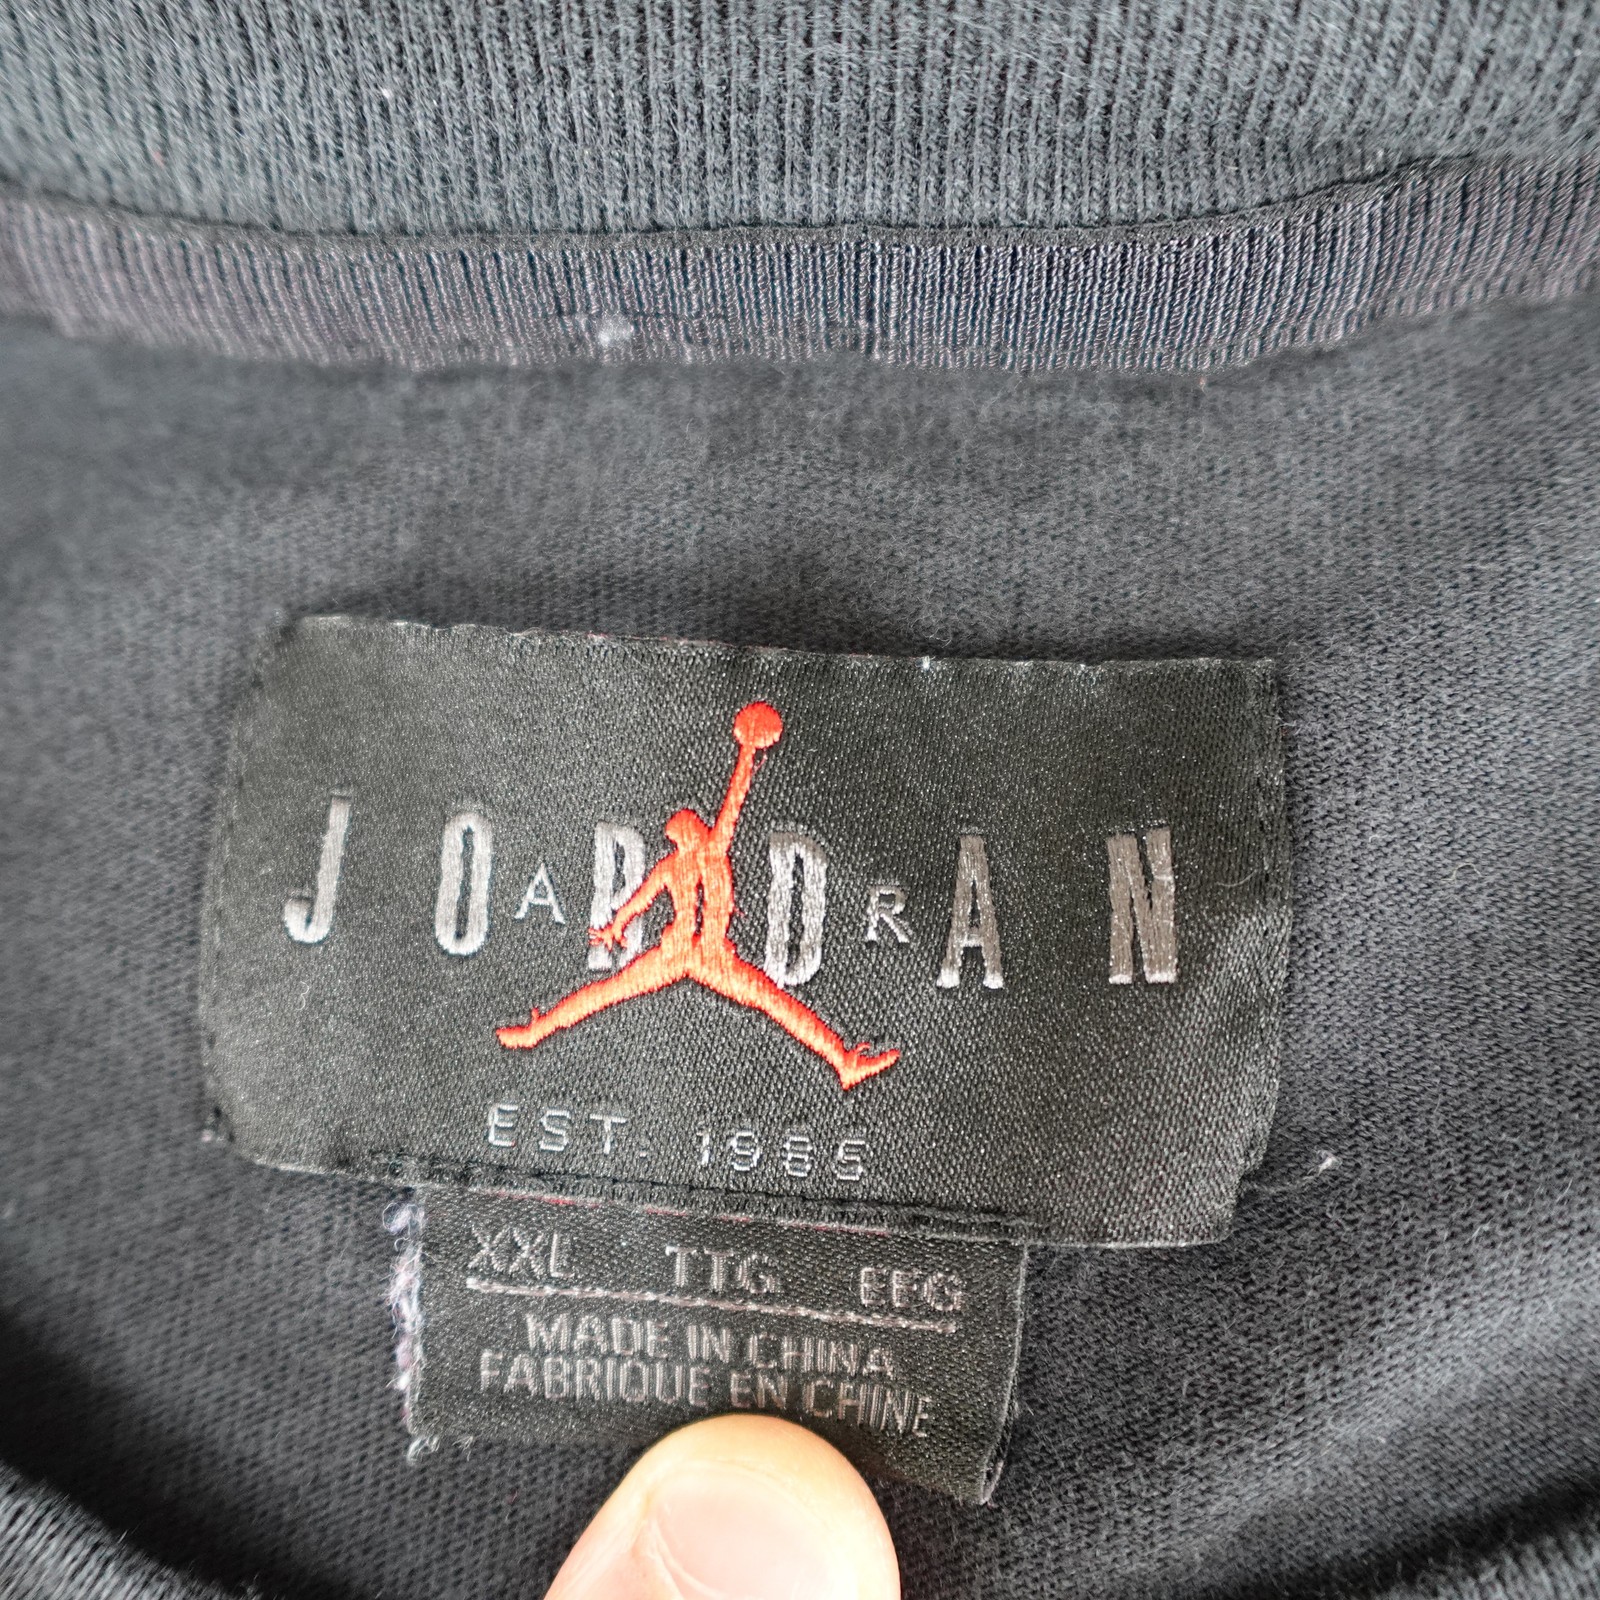 JORDAN
AIR
EST. 1985
XXL TTG EEG
MADE IN CHINA
FABRIQUE EN CHINE